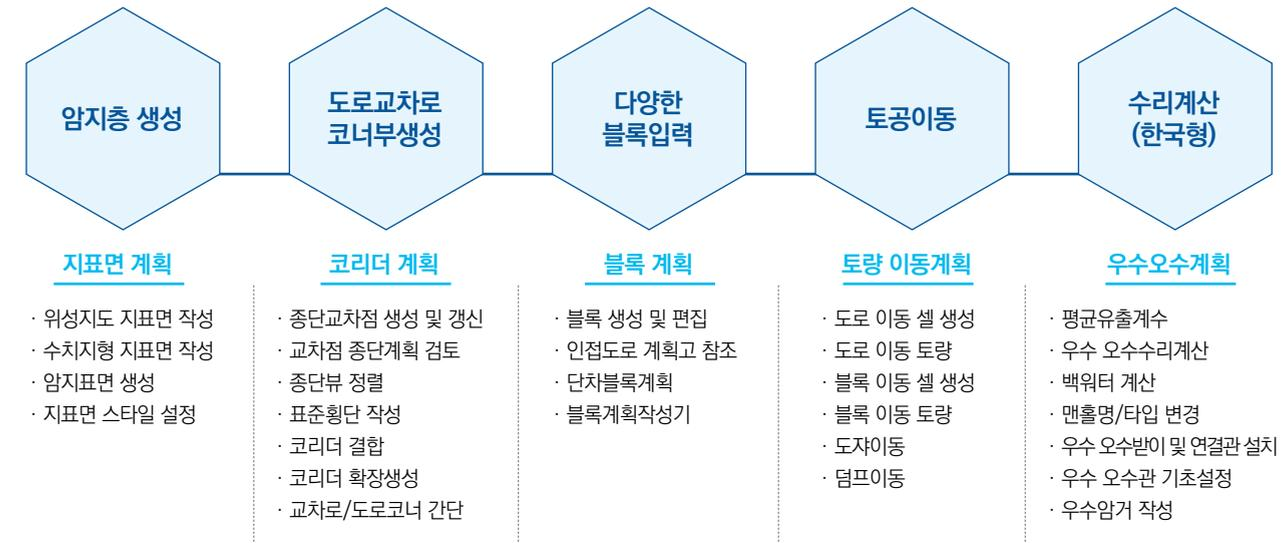 암지층 생성
도로교차로
코너부생성
다양한
블록입력
토공이동
수리계산
(한국형)
지표면 계획
· 위성지도 지표면 작성
· 수치지형 지표면 작성
· 암지표면 생성
· 지표면 스타일 설정
코리더 계획
· 종단교차점 생성 및 갱신
· 교차점 종단계획 검토
· 종단뷰 정렬
· 표준횡단 작성
· 코리더 결합
· 코리더 확장생성
· 교차로/도로코너 간단
블록 계획
· 블록 생성 및 편집
· 인접도로 계획고 참조
· 단차블록계획
· 블록계획작성기
토량 이동계획
· 도로 이동 셀 생성
· 도로 이동 토량
· 블록 이동 셀 생성
· 블록 이동 토량
· 도쟈이동
· 덤프이동
우수오수계획
· 평균유출계수
· 우수 오수수리계산
· 백워터 계산
· 맨홀명/타입 변경
· 우수 오수받이 및 연결관 설치
· 우수 오수관 기초설정
· 우수암거 작성